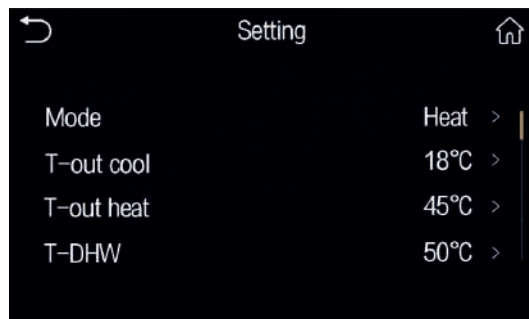 Setting
Mode Heat >
T-out cool 18°C >
T-out heat 45°C >
T-DHW 50°C >